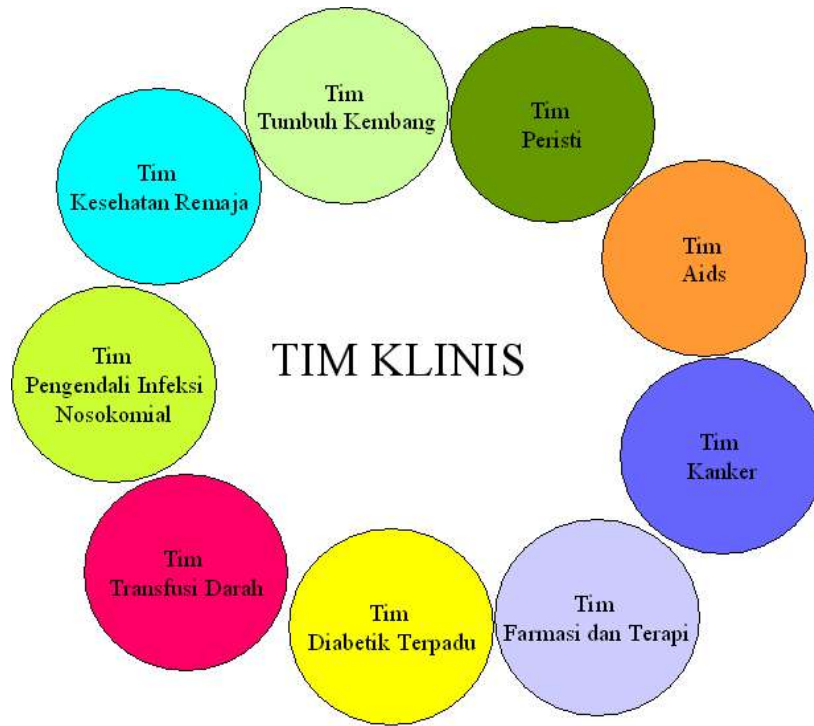 Tim
Tumbuh Kembang
Tim
Peristi
Tim
Kesehatan Remaja
Tim
Aids
Tim
Pengendali Infeksi
Nosokomial
TIM KLINIS
Tim
Kanker
Tim
Transfusi Darah
Tim
Diabetik Terpadu
Tim
Farmasi dan Terapi